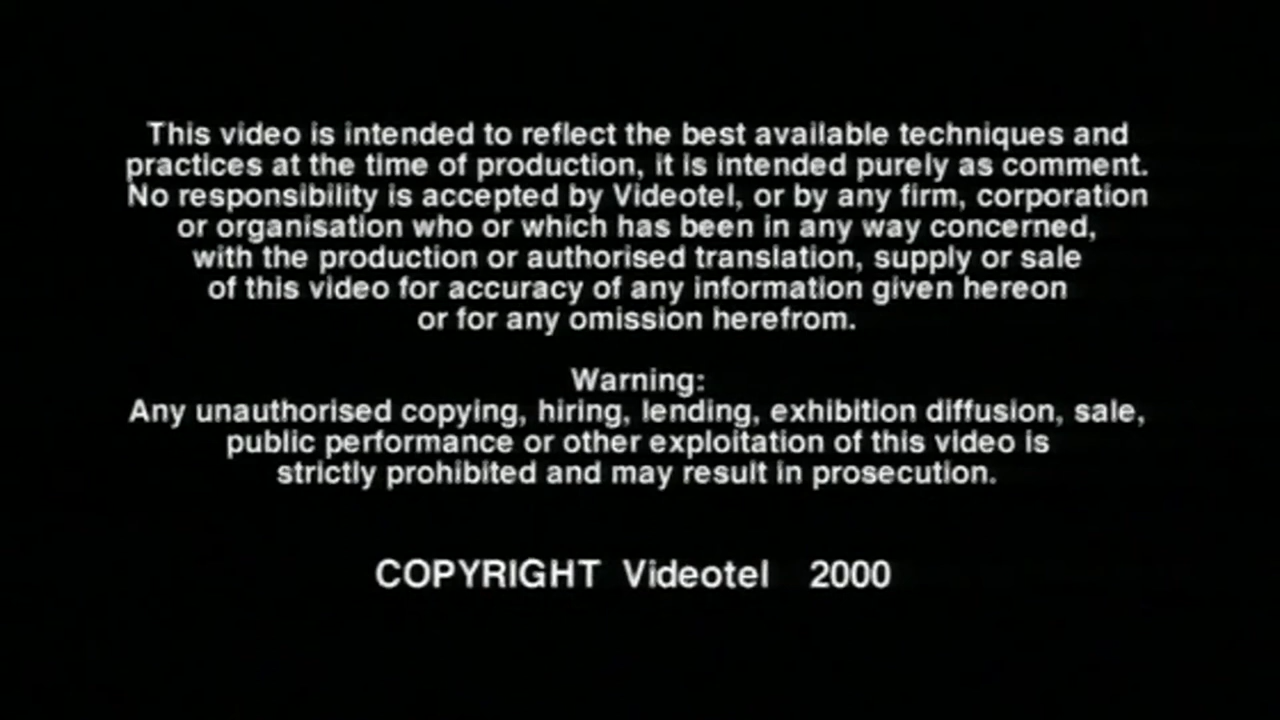 This video is intended to reflect the best available techniques and
practices at the time of production, it is intended purely as comment.
No responsibility is accepted by Videotel, or by any firm, corporation
or organisation who or which has been in any way concerned,
with the production or authorised translation, supply or sale
of this video for accuracy of any information given hereon
or for any omission herefrom.
Warning:
Any unauthorised copying, hiring, lending, exhibition diffusion, sale,
public performance or other exploitation of this video is
strictly prohibited and may result in prosecution.
COPYRIGHT Videotel 2000